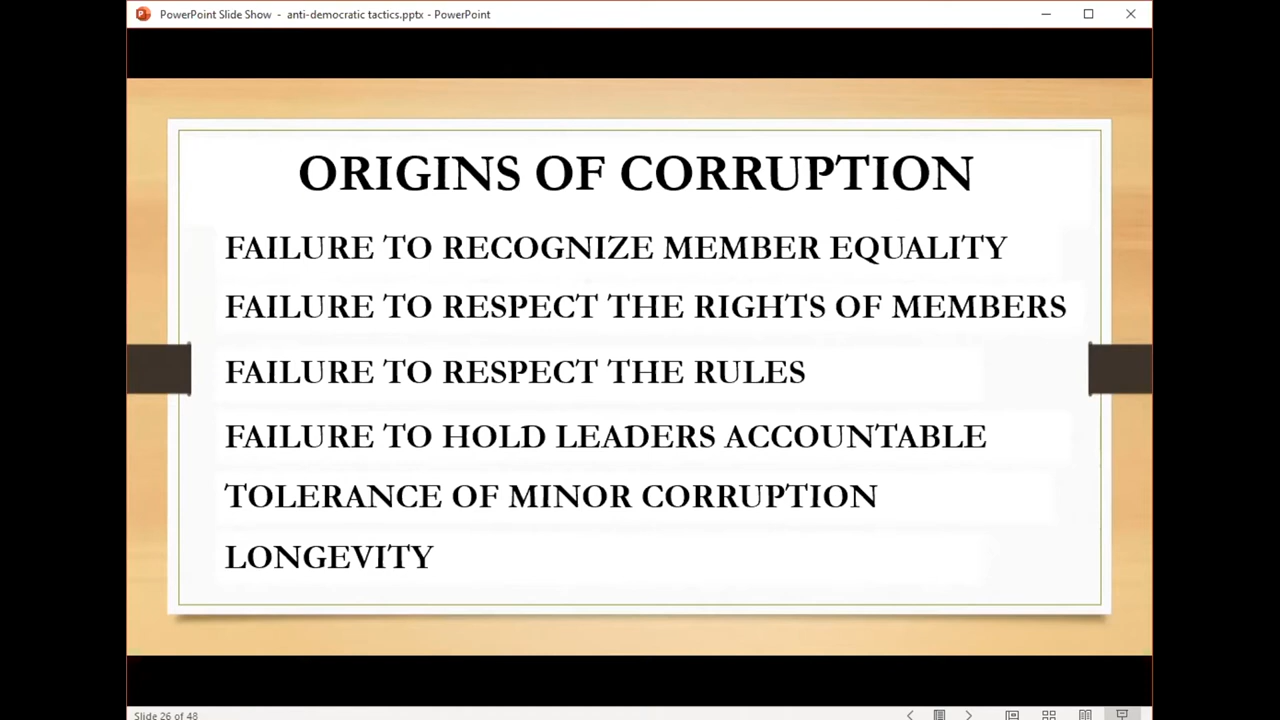 PowerPoint Slide Show - anti-democratic tactics.pptx - PowerPoint
ORIGINS OF CORRUPTION
FAILURE TO RECOGNIZE MEMBER EQUALITY
FAILURE TO RESPECT THE RIGHTS OF MEMBERS
FAILURE TO RESPECT THE RULES
FAILURE TO HOLD LEADERS ACCOUNTABLE
TOLERANCE OF MINOR CORRUPTION
LONGEVITY
Slide 26 of 48